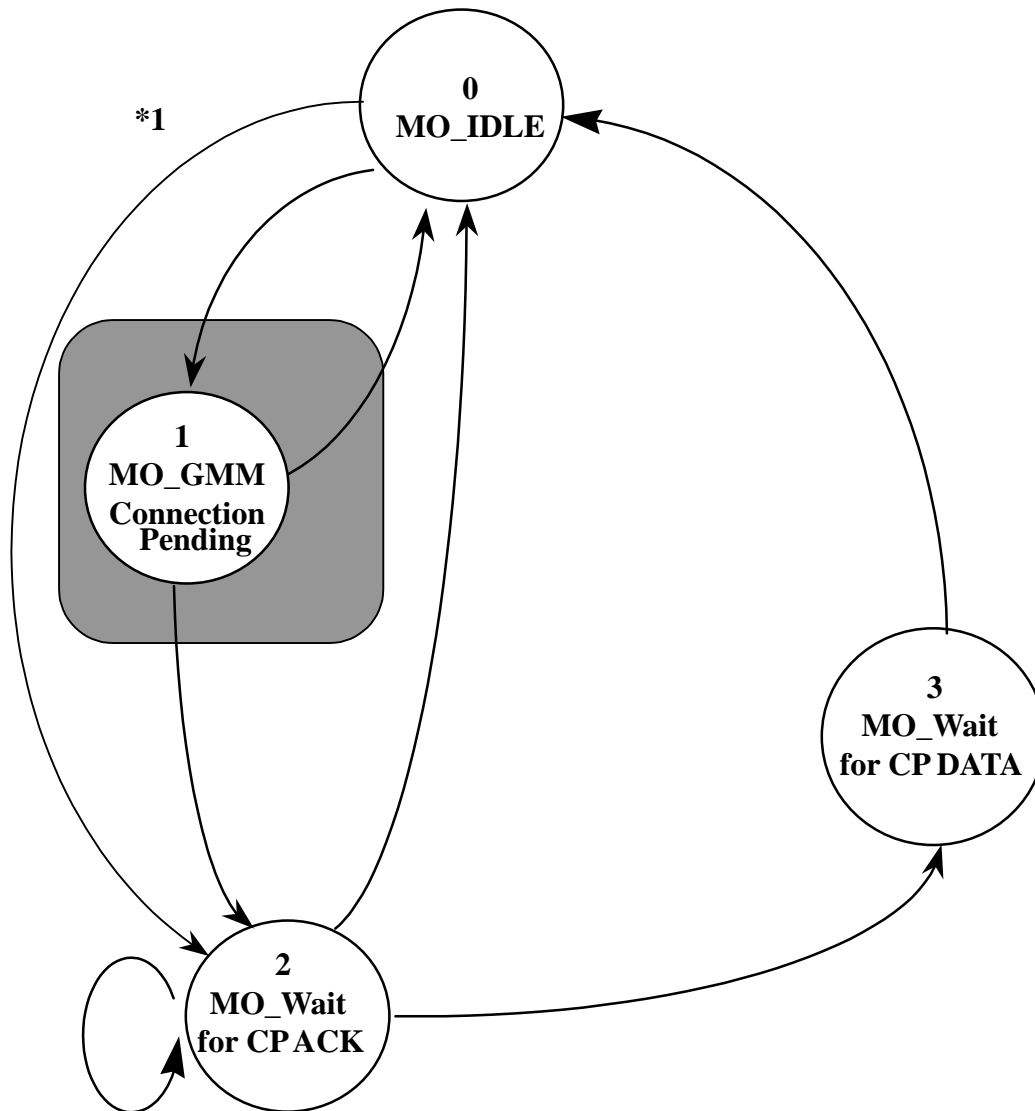 *1
0
MO_IDLE
1
MO_GMM
Connection
Pending
2
MO_Wait
for CP ACK
3
MO_Wait
for CP DATA